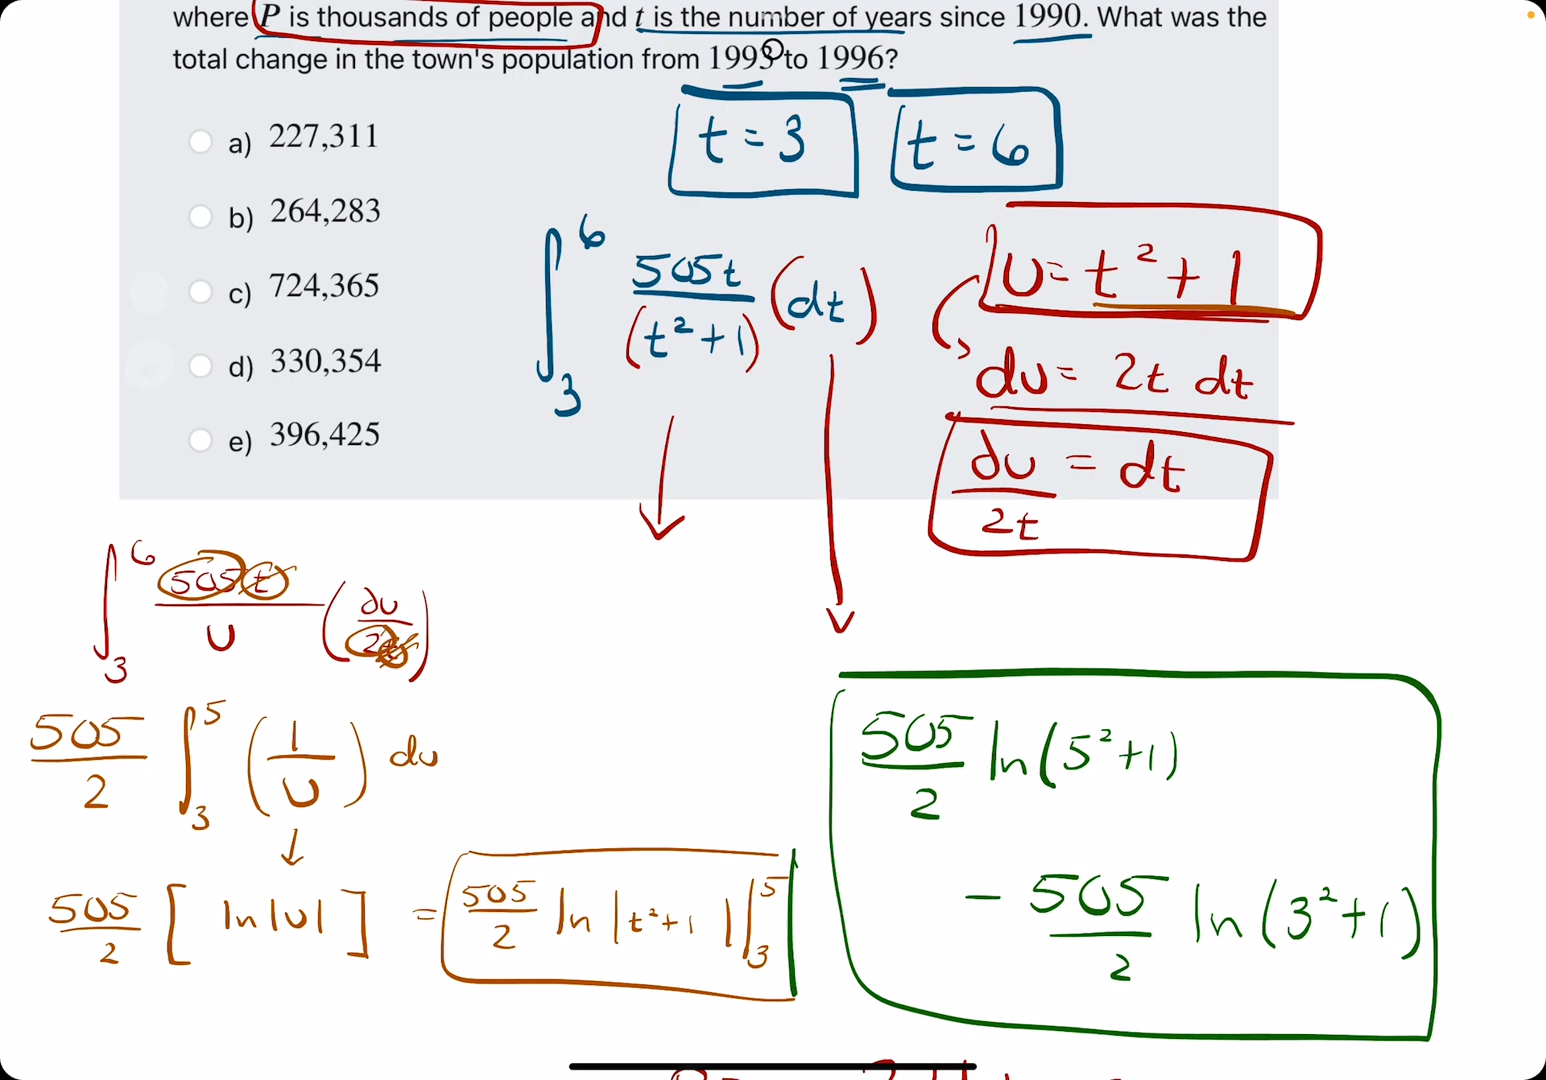 where P is thousands of people and t is the number of years since 1990. What was the
total change in the town's population from 1993 to 1996?
a) 227,311
b) 264,283
c) 724,365
d) 330,354
e) 396,425
t = 3
t = 6
∫₃⁶ 505t / (t² + 1) (dt)
u = t² + 1
du = 2t dt
du / 2t = dt
∫₃⁶ 505t / u (du / 2t)
505/2 ∫₃⁵ (1/u) du
505/2 [ ln|u| ] = 505/2 ln|t²+1| |₃⁵
505/2 ln(5²+1)
- 505/2 ln(3²+1)